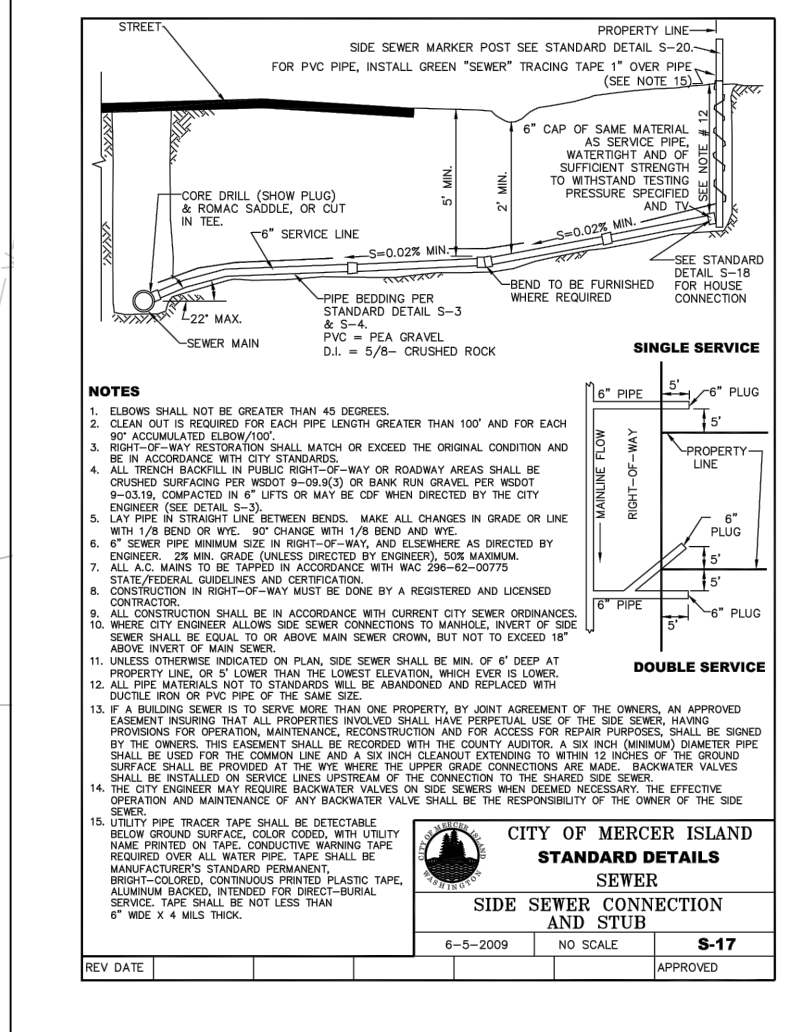 STREET
PROPERTY LINE
SIDE SEWER MARKER POST SEE STANDARD DETAIL S-20.
FOR PVC PIPE, INSTALL GREEN "SEWER" TRACING TAPE 1" OVER PIPE
(SEE NOTE 15)
6" CAP OF SAME MATERIAL
AS SERVICE PIPE,
WATERTIGHT AND OF
SUFFICIENT STRENGTH
TO WITHSTAND TESTING
PRESSURE SPECIFIED
AND TV
SEE NOTE # 12
5' MIN.
2' MIN.
CORE DRILL (SHOW PLUG)
& ROMAC SADDLE, OR CUT
IN TEE.
6" SERVICE LINE
S=0.02% MIN.
S=0.02% MIN.
SEE STANDARD
DETAIL S-18
FOR HOUSE
CONNECTION
BEND TO BE FURNISHED
WHERE REQUIRED
PIPE BEDDING PER
STANDARD DETAIL S-3
& S-4.
PVC = PEA GRAVEL
D.I. = 5/8- CRUSHED ROCK
22° MAX.
SEWER MAIN
SINGLE SERVICE
6" PIPE
5'
6" PLUG
5'
PROPERTY
LINE
MAINLINE FLOW
RIGHT-OF-WAY
6"
PLUG
5'
5'
6" PIPE
6" PLUG
5'
DOUBLE SERVICE
NOTES
1. ELBOWS SHALL NOT BE GREATER THAN 45 DEGREES.
2. CLEAN OUT IS REQUIRED FOR EACH PIPE LENGTH GREATER THAN 100' AND FOR EACH
90° ACCUMULATED ELBOW/100'.
3. RIGHT-OF-WAY RESTORATION SHALL MATCH OR EXCEED THE ORIGINAL CONDITION AND
BE IN ACCORDANCE WITH CITY STANDARDS.
4. ALL TRENCH BACKFILL IN PUBLIC RIGHT-OF-WAY OR ROADWAY AREAS SHALL BE
CRUSHED SURFACING PER WSDOT 9-09.9(3) OR BANK RUN GRAVEL PER WSDOT
9-03.19, COMPACTED IN 6" LIFTS OR MAY BE CDF WHEN DIRECTED BY THE CITY
ENGINEER (SEE DETAIL S-3).
5. LAY PIPE IN STRAIGHT LINE BETWEEN BENDS. MAKE ALL CHANGES IN GRADE OR LINE
WITH 1/8 BEND OR WYE. 90° CHANGE WITH 1/8 BEND AND WYE.
6. 6" SEWER PIPE MINIMUM SIZE IN RIGHT-OF-WAY, AND ELSEWHERE AS DIRECTED BY
ENGINEER. 2% MIN. GRADE (UNLESS DIRECTED BY ENGINEER), 50% MAXIMUM.
7. ALL A.C. MAINS TO BE TAPPED IN ACCORDANCE WITH WAC 296-62-00775
STATE/FEDERAL GUIDELINES AND CERTIFICATION.
8. CONSTRUCTION IN RIGHT-OF-WAY MUST BE DONE BY A REGISTERED AND LICENSED
CONTRACTOR.
9. ALL CONSTRUCTION SHALL BE IN ACCORDANCE WITH CURRENT CITY SEWER ORDINANCES.
10. WHERE CITY ENGINEER ALLOWS SIDE SEWER CONNECTIONS TO MANHOLE, INVERT OF SIDE
SEWER SHALL BE EQUAL TO OR ABOVE MAIN SEWER CROWN, BUT NOT TO EXCEED 18"
ABOVE INVERT OF MAIN SEWER.
11. UNLESS OTHERWISE INDICATED ON PLAN, SIDE SEWER SHALL BE MIN. OF 6' DEEP AT
PROPERTY LINE, OR 5' LOWER THAN THE LOWEST ELEVATION, WHICH EVER IS LOWER.
12. ALL PIPE MATERIALS NOT TO STANDARDS WILL BE ABANDONED AND REPLACED WITH
DUCTILE IRON OR PVC PIPE OF THE SAME SIZE.
13. IF A BUILDING SEWER IS TO SERVE MORE THAN ONE PROPERTY, BY JOINT AGREEMENT OF THE OWNERS, AN APPROVED
EASEMENT INSURING THAT ALL PROPERTIES INVOLVED SHALL HAVE PERPETUAL USE OF THE SIDE SEWER, HAVING
PROVISIONS FOR OPERATION, MAINTENANCE, RECONSTRUCTION AND FOR ACCESS FOR REPAIR PURPOSES, SHALL BE SIGNED
BY THE OWNERS. THIS EASEMENT SHALL BE RECORDED WITH THE COUNTY AUDITOR. A SIX INCH (MINIMUM) DIAMETER PIPE
SHALL BE USED FOR THE COMMON LINE AND A SIX INCH CLEANOUT EXTENDING TO WITHIN 12 INCHES OF THE GROUND
SURFACE SHALL BE PROVIDED AT THE WYE WHERE THE UPPER GRADE CONNECTIONS ARE MADE. BACKWATER VALVES
SHALL BE INSTALLED ON SERVICE LINES UPSTREAM OF THE CONNECTION TO THE SHARED SIDE SEWER.
14. THE CITY ENGINEER MAY REQUIRE BACKWATER VALVES ON SIDE SEWERS WHEN DEEMED NECESSARY. THE EFFECTIVE
OPERATION AND MAINTENANCE OF ANY BACKWATER VALVE SHALL BE THE RESPONSIBILITY OF THE OWNER OF THE SIDE
SEWER.
15. UTILITY PIPE TRACER TAPE SHALL BE DETECTABLE
BELOW GROUND SURFACE, COLOR CODED, WITH UTILITY
NAME PRINTED ON TAPE. CONDUCTIVE WARNING TAPE
REQUIRED OVER ALL WATER PIPE. TAPE SHALL BE
MANUFACTURER'S STANDARD PERMANENT,
BRIGHT-COLORED, CONTINUOUS PRINTED PLASTIC TAPE,
ALUMINUM BACKED, INTENDED FOR DIRECT-BURIAL
SERVICE. TAPE SHALL BE NOT LESS THAN
6" WIDE X 4 MILS THICK.
CITY OF MERCER ISLAND
WASHINGTON
CITY OF MERCER ISLAND
STANDARD DETAILS
SEWER
SIDE SEWER CONNECTION
AND STUB
6-5-2009
NO SCALE
S-17
REV DATE
APPROVED